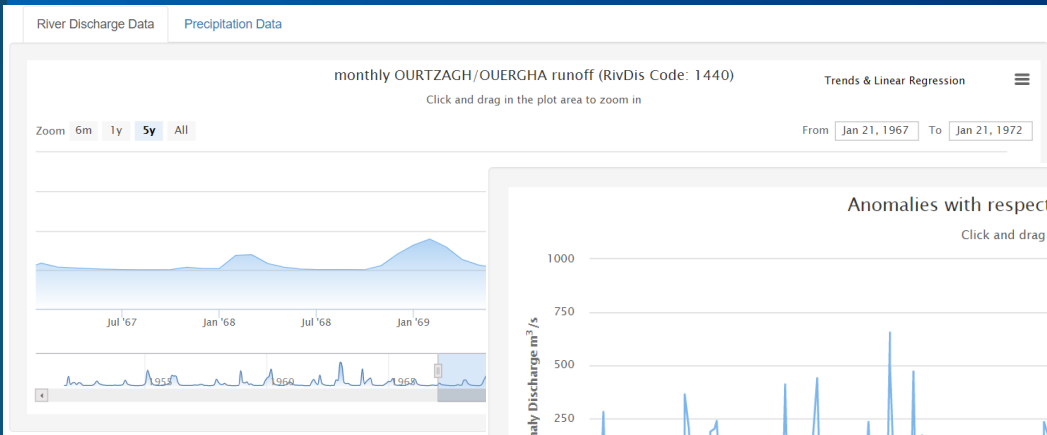 River Discharge Data Precipitation Data
monthly OURTZAGH/OUERGHA runoff (RivDis Code: 1440)
Trends & Linear Regression
Click and drag in the plot area to zoom in
Zoom 6m 1y 5y All
From Jan 21, 1967 To Jan 21, 1972
Jul '67 Jan '68 Jul '68 Jan '69
1960
Anomalies with respect
Click and drag
1000
750
500
250
aly Discharge m³/s